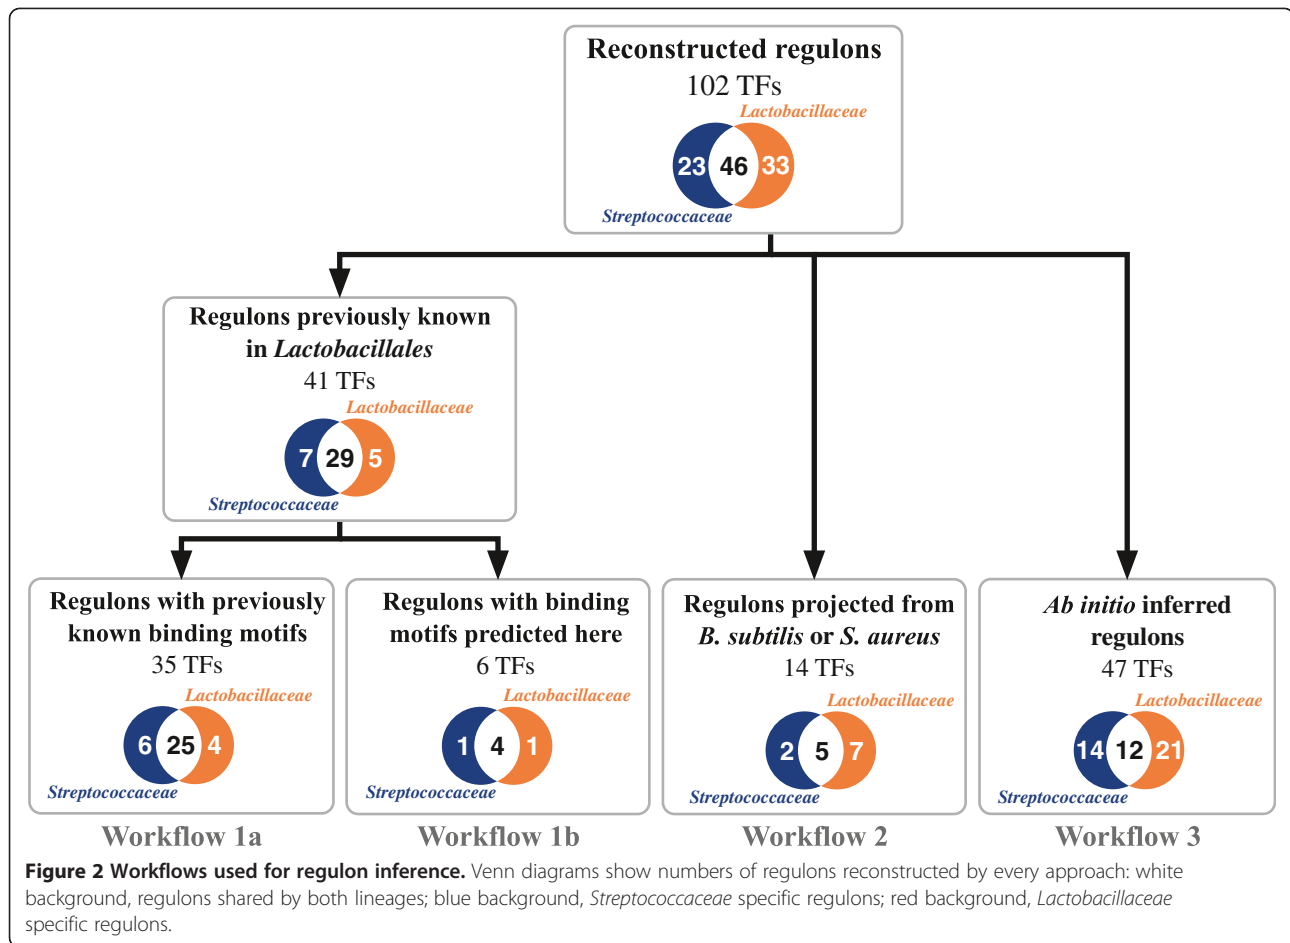 Reconstructed regulons
102 TFs
Lactobacillaceae
23 46 33
Streptococcaceae
Regulons previously known
in Lactobacillales
41 TFs
Lactobacillaceae
7 29 5
Streptococcaceae
Regulons with previously
known binding motifs
35 TFs
Lactobacillaceae
6 25 4
Streptococcaceae
Workflow 1a
Regulons with binding
motifs predicted here
6 TFs
Lactobacillaceae
1 4 1
Streptococcaceae
Workflow 1b
Regulons projected from
B. subtilis or S. aureus
14 TFs
Lactobacillaceae
2 5 7
Streptococcaceae
Workflow 2
Ab initio inferred
regulons
47 TFs
Lactobacillaceae
14 12 21
Streptococcaceae
Workflow 3
Figure 2 Workflows used for regulon inference. Venn diagrams show numbers of regulons reconstructed by every approach: white
background, regulons shared by both lineages; blue background, Streptococcaceae specific regulons; red background, Lactobacillaceae
specific regulons.